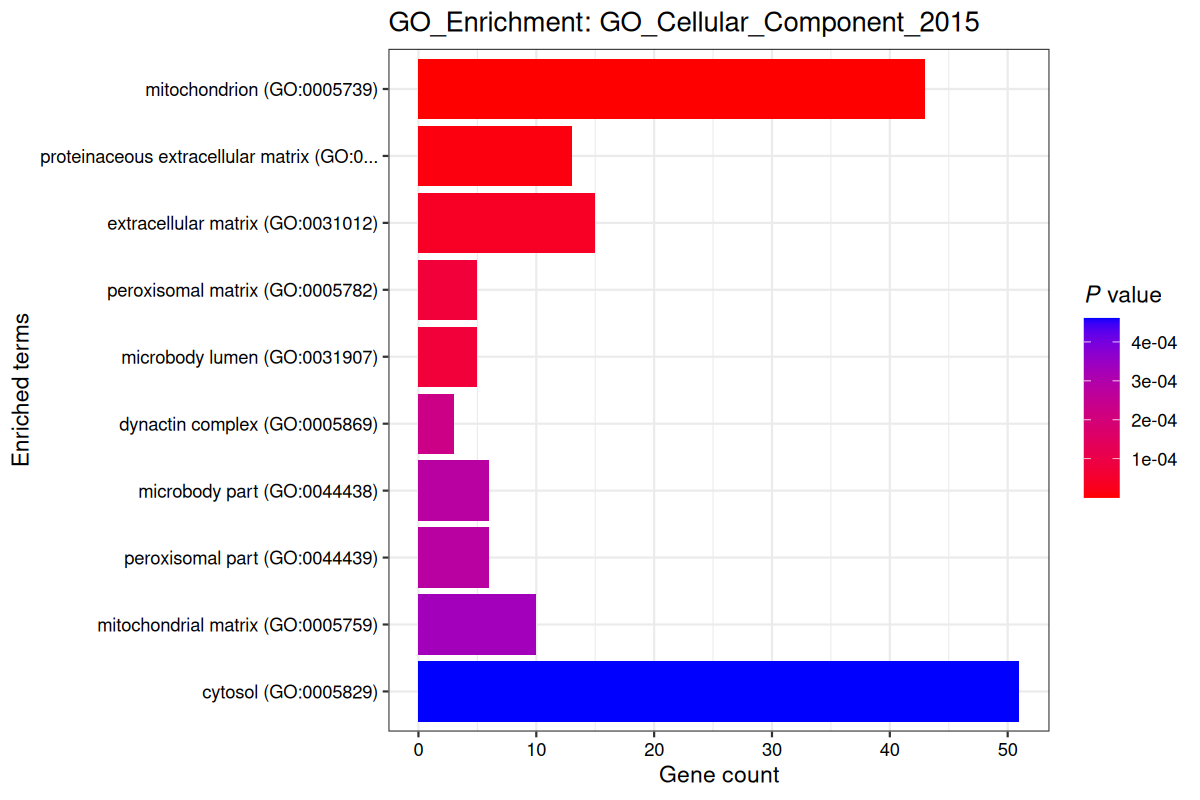 GO_Enrichment: GO_Cellular_Component_2015
mitochondrion (GO:0005739)
proteinaceous extracellular matrix (GO:0...
extracellular matrix (GO:0031012)
peroxisomal matrix (GO:0005782)
microbody lumen (GO:0031907)
dynactin complex (GO:0005869)
microbody part (GO:0044438)
peroxisomal part (GO:0044439)
mitochondrial matrix (GO:0005759)
cytosol (GO:0005829)
Enriched terms
0 10 20 30 40 50
Gene count
P value
4e-04
3e-04
2e-04
1e-04